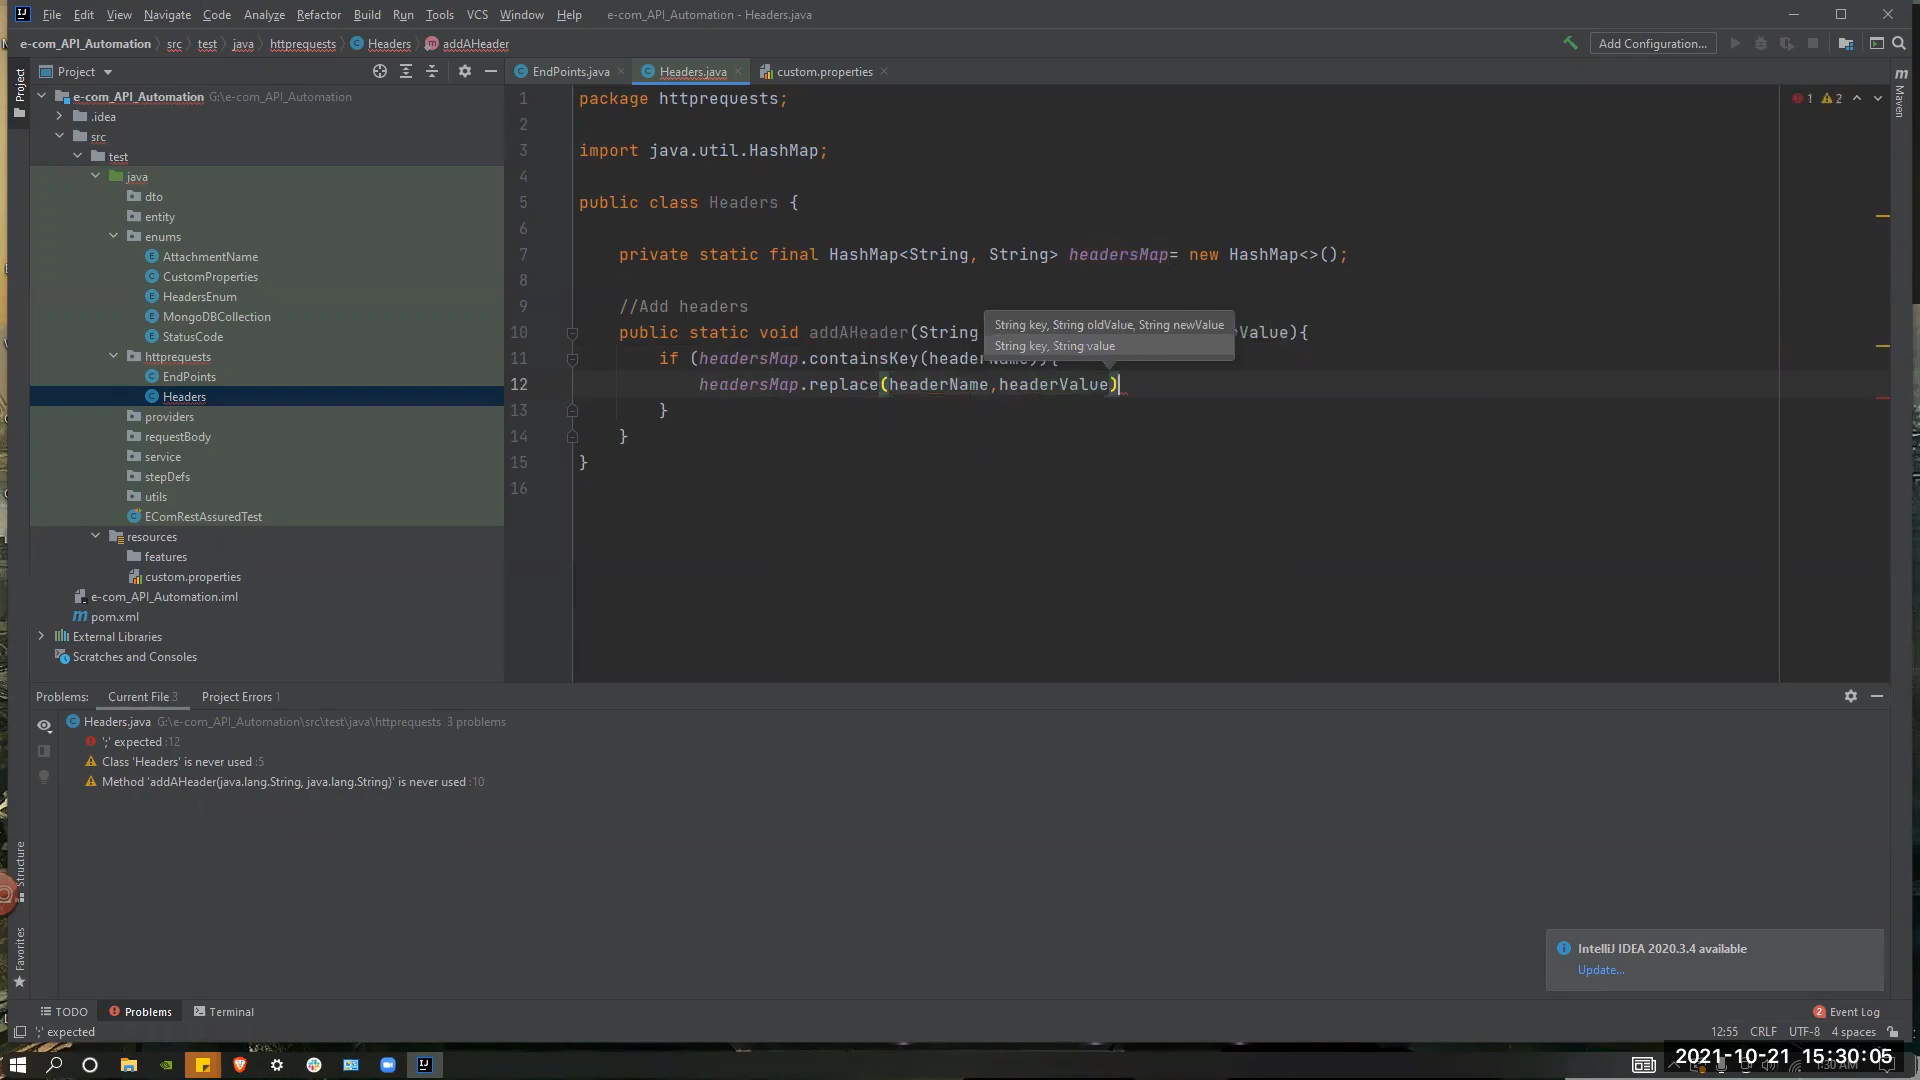 File Edit View Navigate Code Analyze Refactor Build Run Tools VCS Window Help e-com_API_Automation - Headers.java
e-com_API_Automation src test java httprequests Headers addAHeader Add Configuration...
Project EndPoints.java Headers.java custom.properties
Project
Maven
e-com_API_Automation G:\e-com_API_Automation
.idea
src
test
java
dto
entity
enums
AttachmentName
CustomProperties
HeadersEnum
MongoDBCollection
StatusCode
httprequests
EndPoints
Headers
providers
requestBody
service
stepDefs
utils
EComRestAssuredTest
resources
features
custom.properties
e-com_API_Automation.iml
pom.xml
External Libraries
Scratches and Consoles
1 package httprequests; 1 2
2
3 import java.util.HashMap;
4
5 public class Headers {
6
7 private static final HashMap<String, String> headersMap= new HashMap<>();
8
9 //Add headers
String key, String oldValue, String newValue
String key, String value
10 public static void addAHeader(String rValue){
11 if (headersMap.containsKey(headerName)){
12 headersMap.replace(headerName,headerValue)
13 }
14 }
15 }
16
Problems: Current File 3 Project Errors 1
Headers.java G:\e-com_API_Automation\src\test\java\httprequests 3 problems
';' expected :12
Class 'Headers' is never used :5
Method 'addAHeader(java.lang.String, java.lang.String)' is never used :10
Structure
Favorites
IntelliJ IDEA 2020.3.4 available
Update...
TODO Problems Terminal 2 Event Log
';' expected 12:55 CRLF UTF-8 4 spaces
2021-10-21 15:30:05
1:30 AM